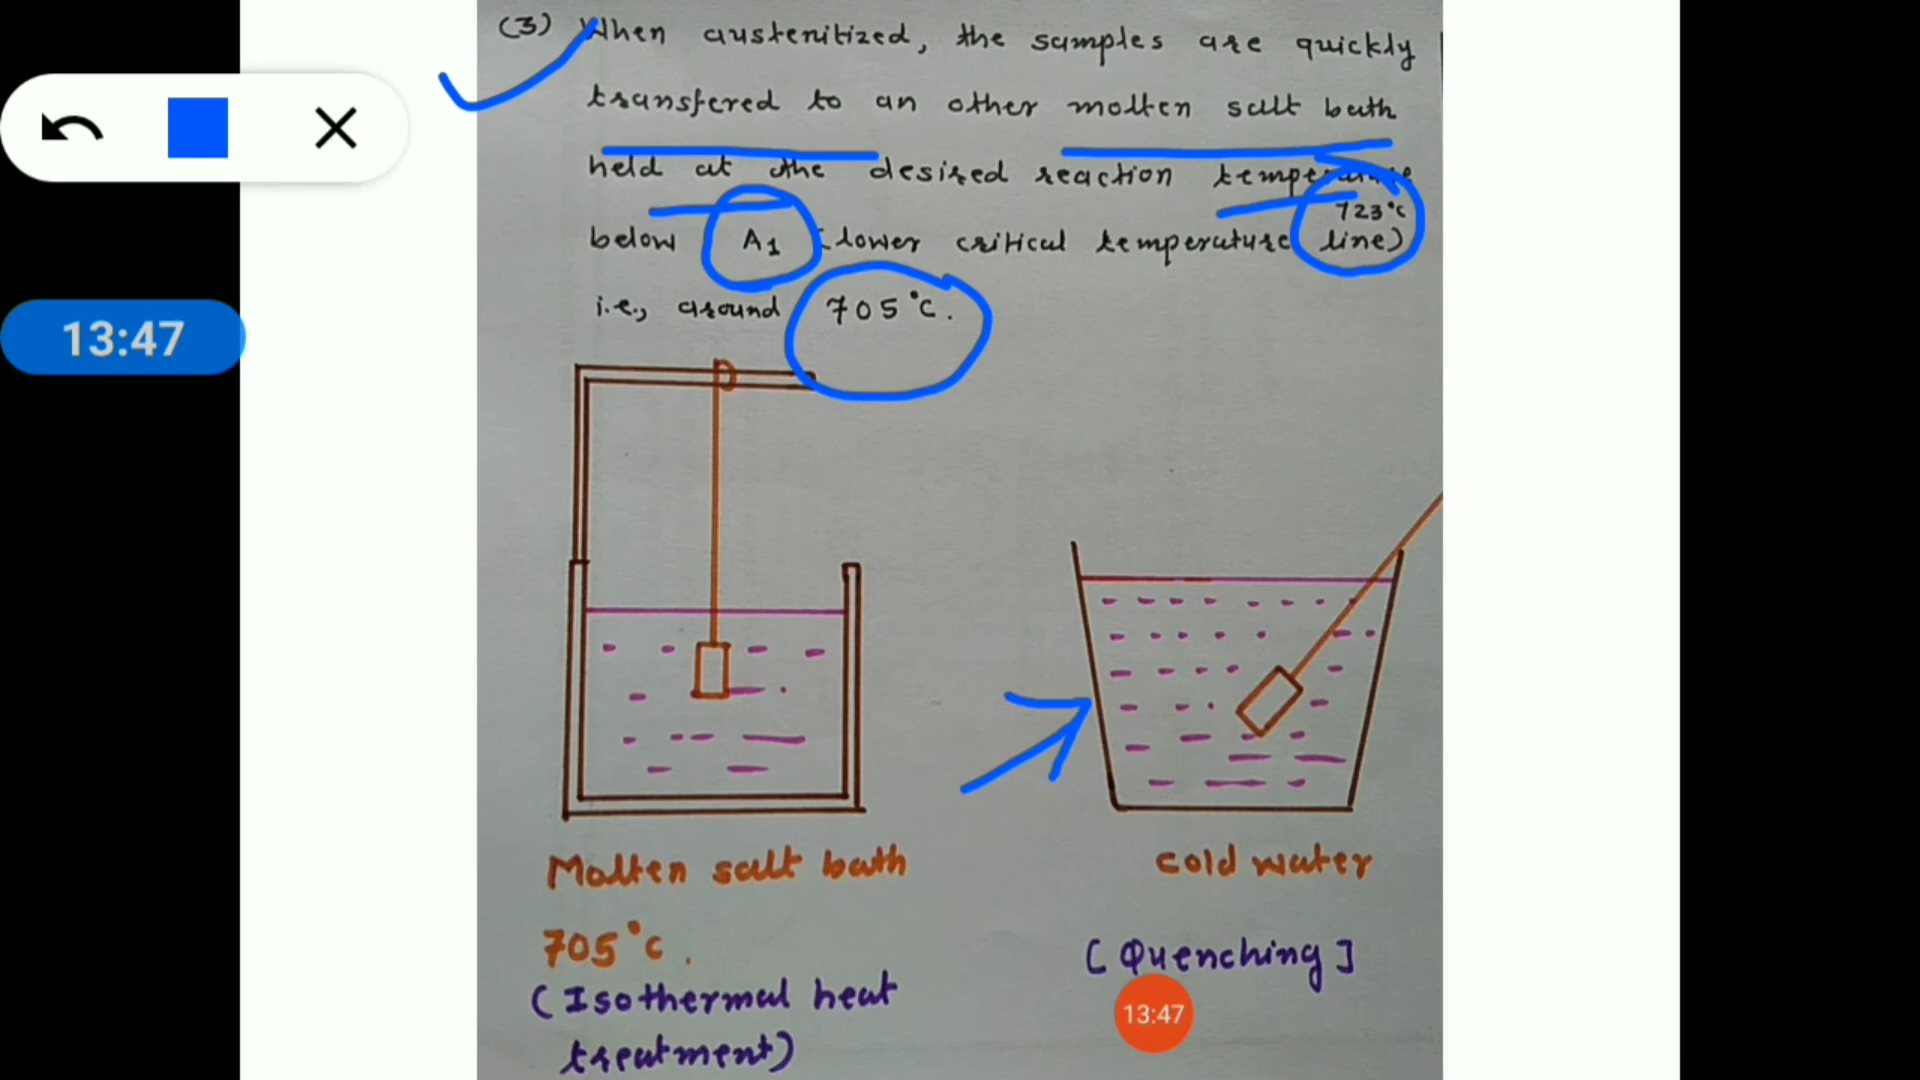 (3) When austenitized, the samples are quickly
transfered to an other molten salt bath
held at the desired reaction temperature
723°C
below A1 (lower critical temperature line)
i.e., around 705°C.
13:47
Molten salt bath
705°C.
(Isothermal heat
treatment)
cold water
[Quenching]
13:47